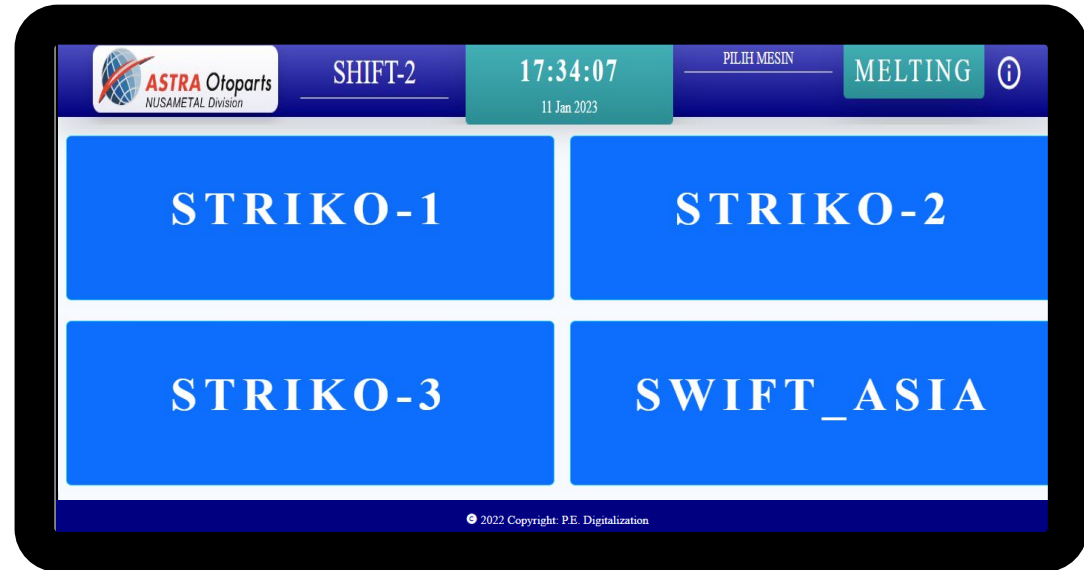 ASTRA Otoparts
NUSAMETAL Division
SHIFT-2
17:34:07
11 Jan 2023
PILIH MESIN
MELTING
STRIKO-1
STRIKO-2
STRIKO-3
SWIFT_ASIA
© 2022 Copyright: P.E. Digitalization